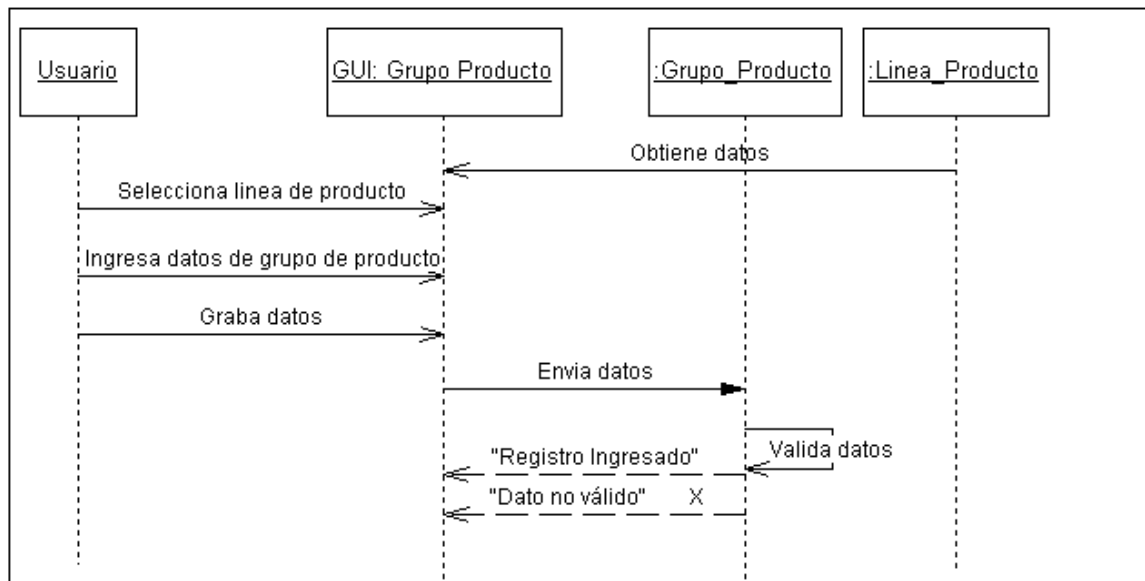 Usuario
GUI: Grupo Producto
:Grupo_Producto
:Linea_Producto
Obtiene datos
Selecciona linea de producto
Ingresa datos de grupo de producto
Graba datos
Envia datos
Valida datos
"Registro Ingresado"
"Dato no válido" X